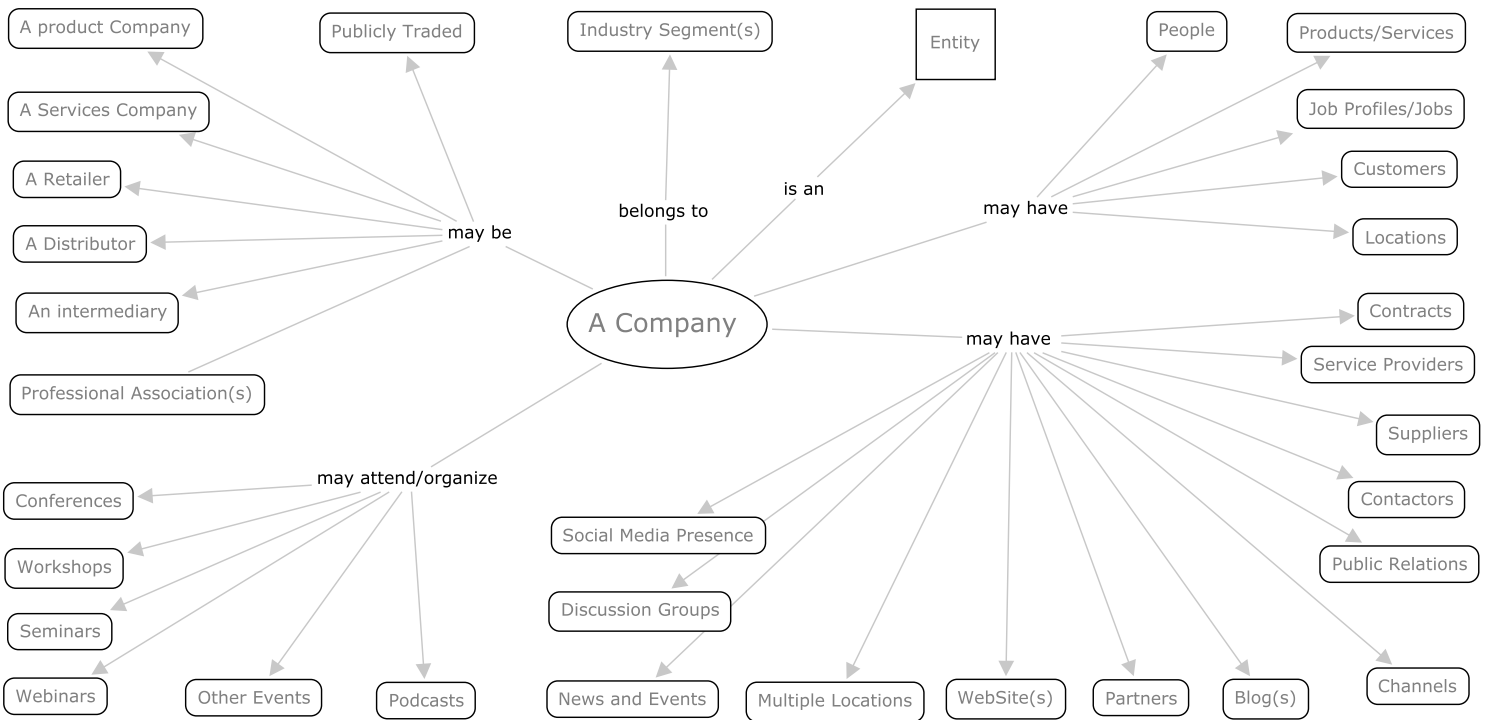 A product Company
Publicly Traded
Industry Segment(s)
Entity
People
Products/Services
A Services Company
Job Profiles/Jobs
A Retailer
Customers
is an
belongs to
may have
may be
A Distributor
Locations
An intermediary
A Company
Contracts
may have
Service Providers
Professional Association(s)
Suppliers
may attend/organize
Conferences
Contactors
Social Media Presence
Workshops
Public Relations
Discussion Groups
Seminars
Webinars
Other Events
Podcasts
News and Events
Multiple Locations
WebSite(s)
Partners
Blog(s)
Channels